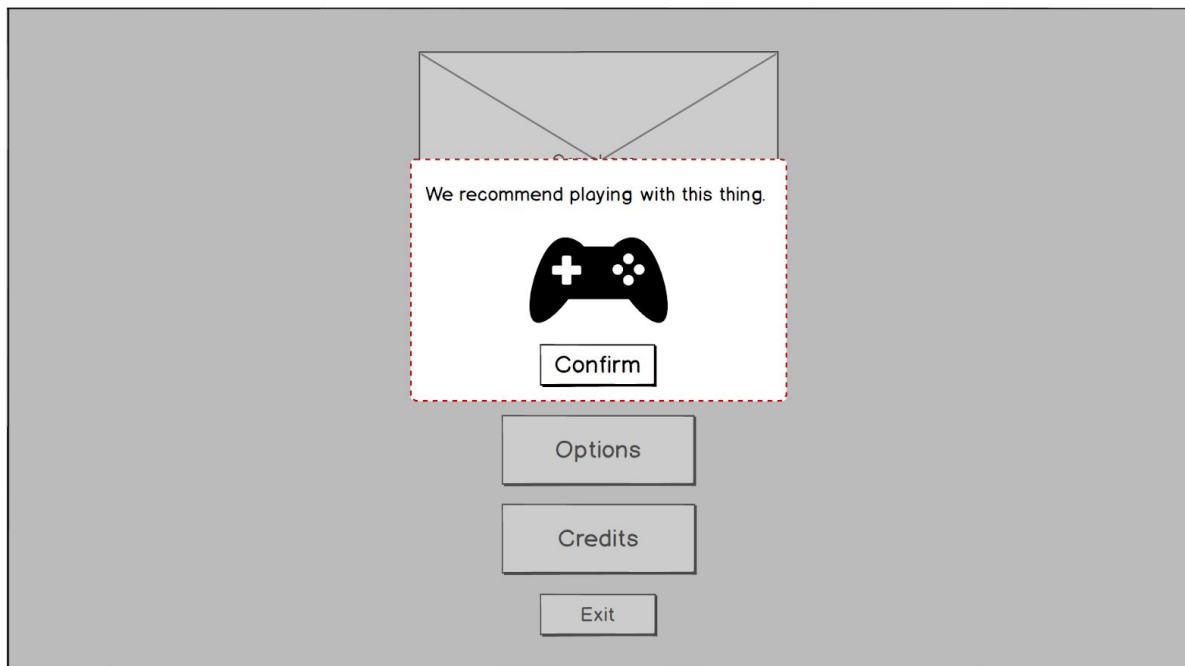 We recommend playing with this thing.
Confirm
Options
Credits
Exit